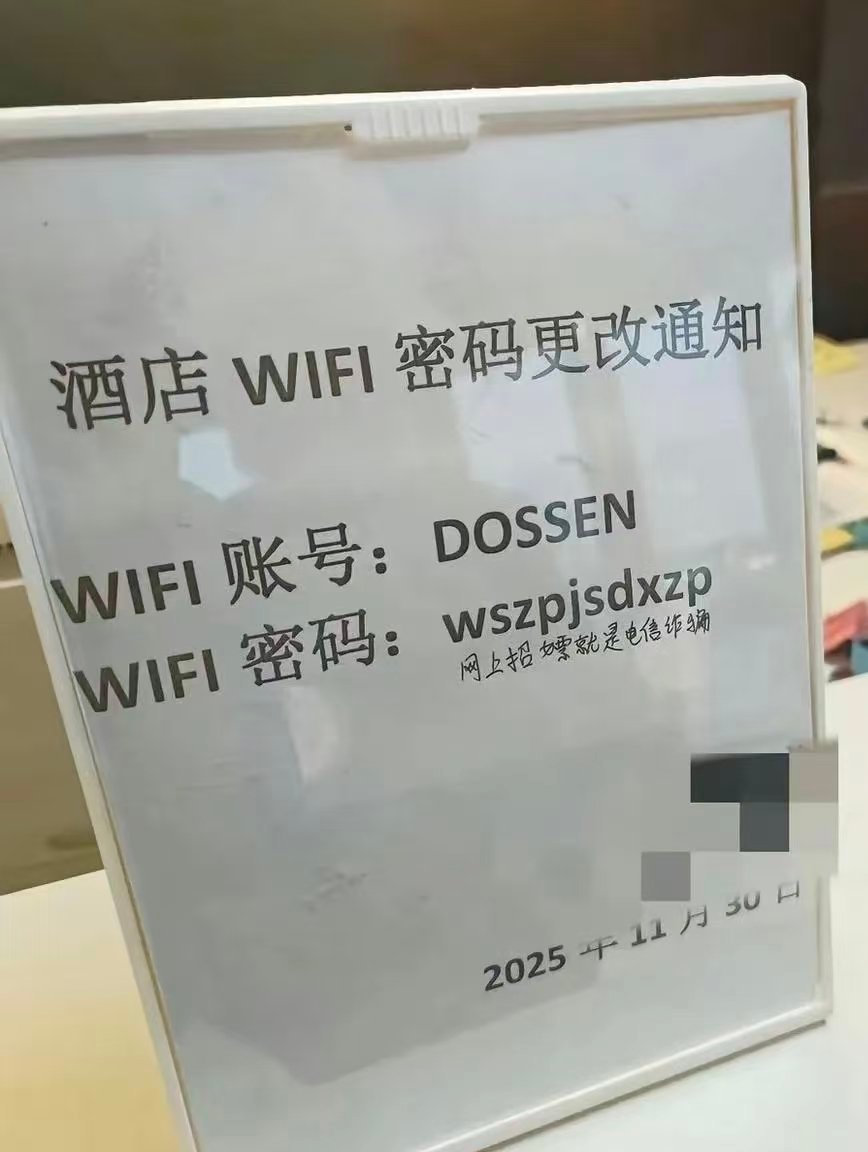 酒店 WIFI 密码更改通知
WIFI 账号：DOSSEN
WIFI 密码：wszpjsdxzp
网上招嫖就是电信诈骗
2025 年 11 月 30 日